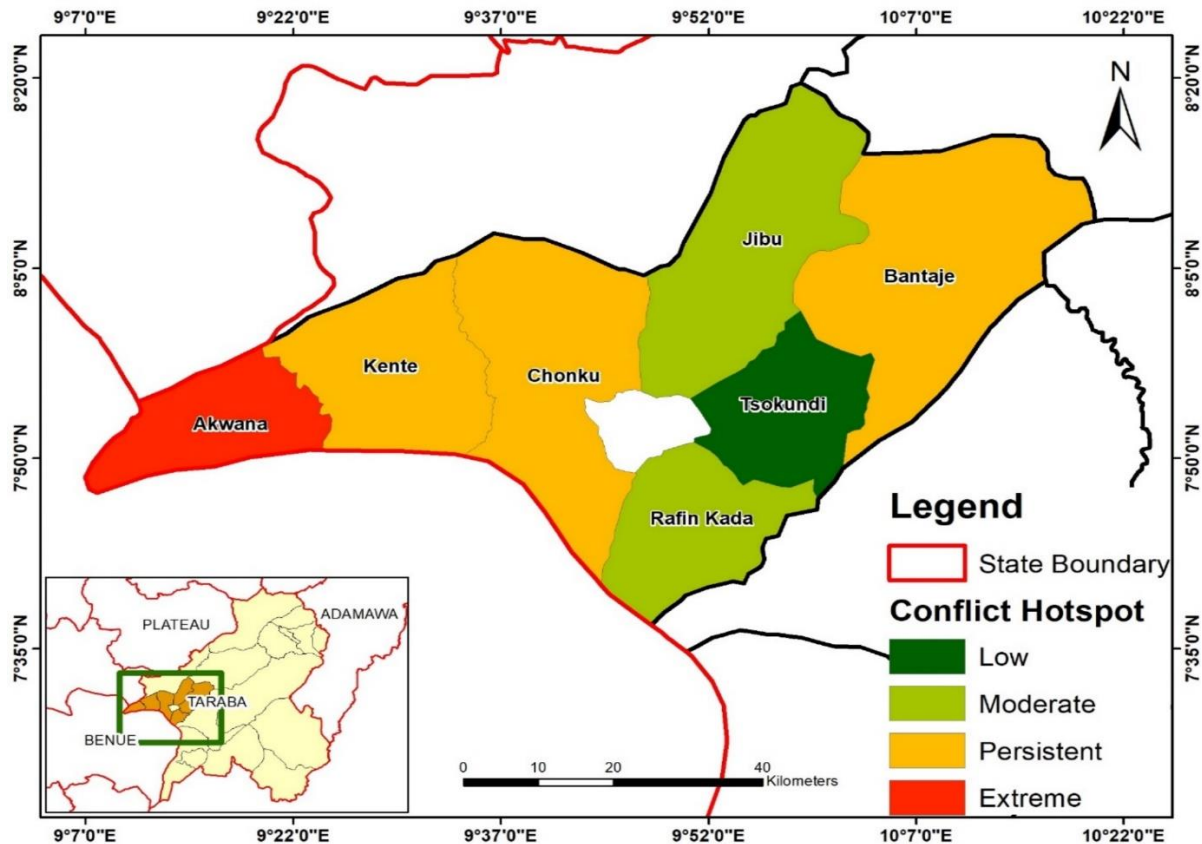 9°7'0"E 9°22'0"E 9°37'0"E 9°52'0"E 10°7'0"E 10°22'0"E
8°20'0"N 8°20'0"N
N
Jibu
8°5'0"N 8°5'0"N
Bantaje
Kente
Chonku
Tsokundi
Akwana
7°50'0"N 7°50'0"N
Rafin Kada
Legend
State Boundary
Conflict Hotspot
Low
Moderate
Persistent
Extreme
7°35'0"N 7°35'0"N
PLATEAU
ADAMAWA
TARABA
BENUE
0 10 20 40
Kilometers
9°7'0"E 9°22'0"E 9°37'0"E 9°52'0"E 10°7'0"E 10°22'0"E